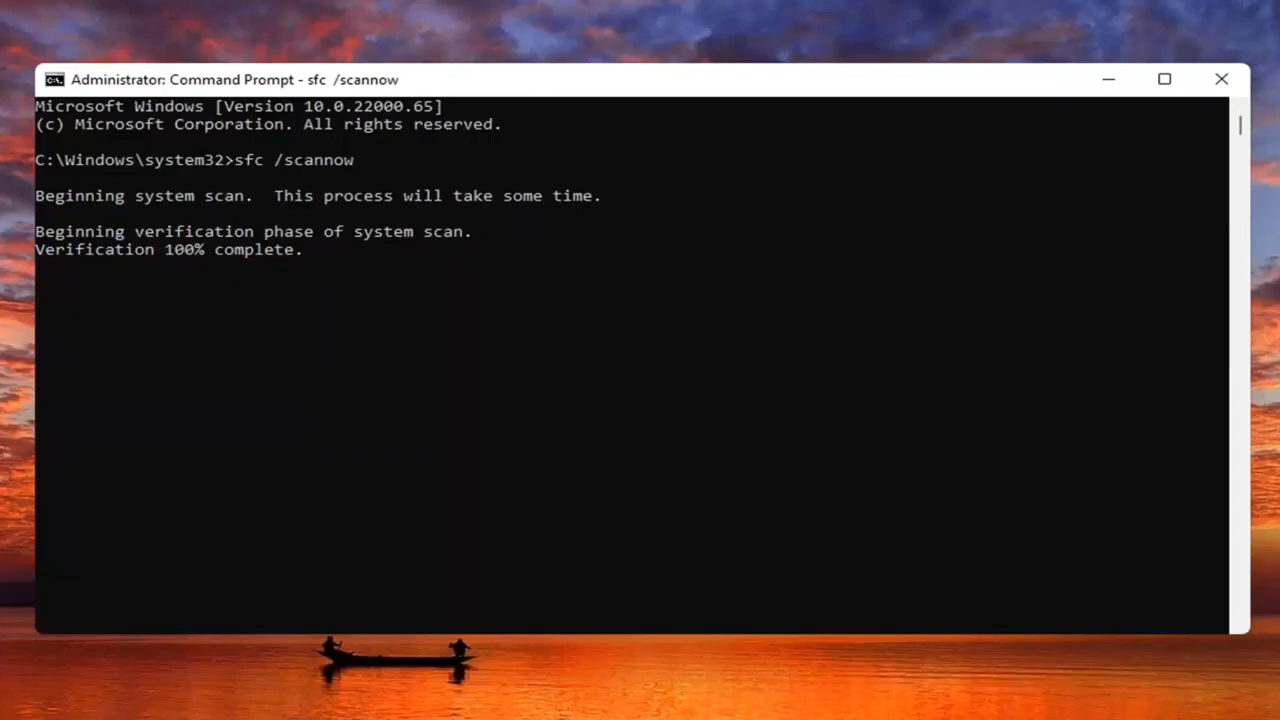 Administrator: Command Prompt - sfc  /scannow
Microsoft Windows [Version 10.0.22000.65]
(c) Microsoft Corporation. All rights reserved.
C:\Windows\system32>sfc /scannow
Beginning system scan.  This process will take some time.
Beginning verification phase of system scan.
Verification 100% complete.